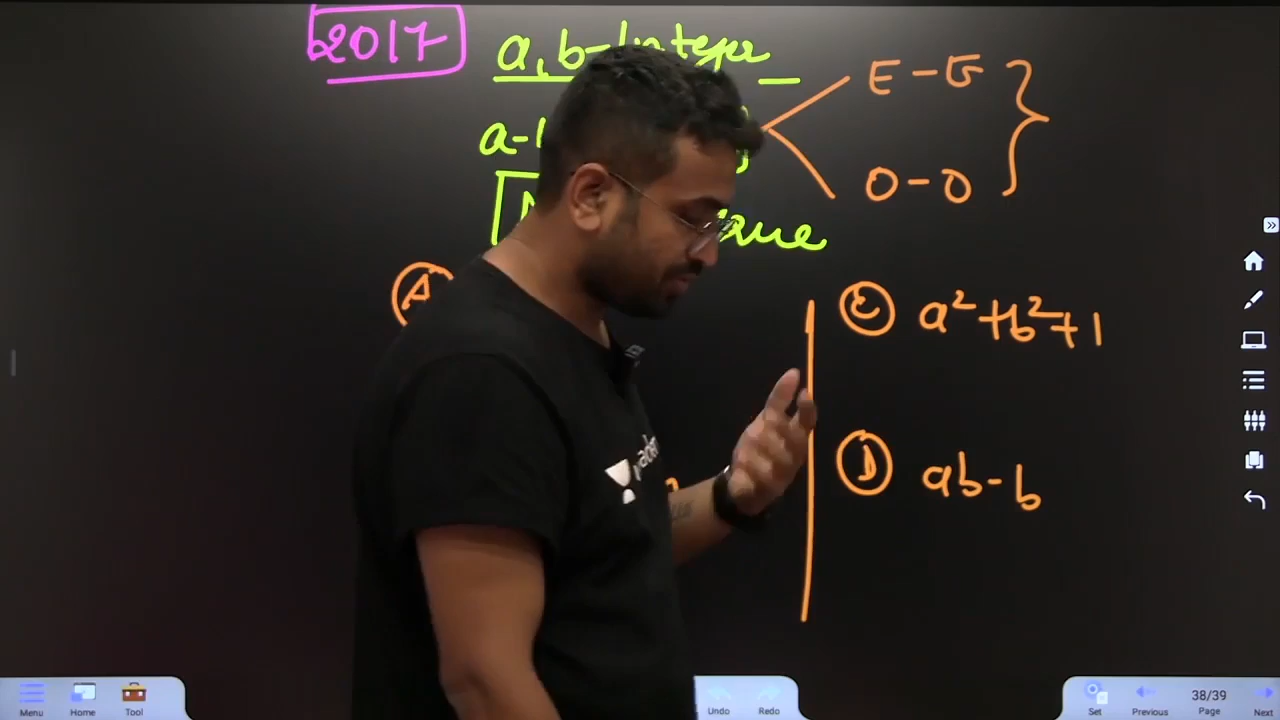 2017
a, b - Integer
E - E
a-
O - O
A
C a²+b²+1
D ab-b
Menu
Home
Tool
Undo
Redo
Set
Previous
38/39
Page
Next